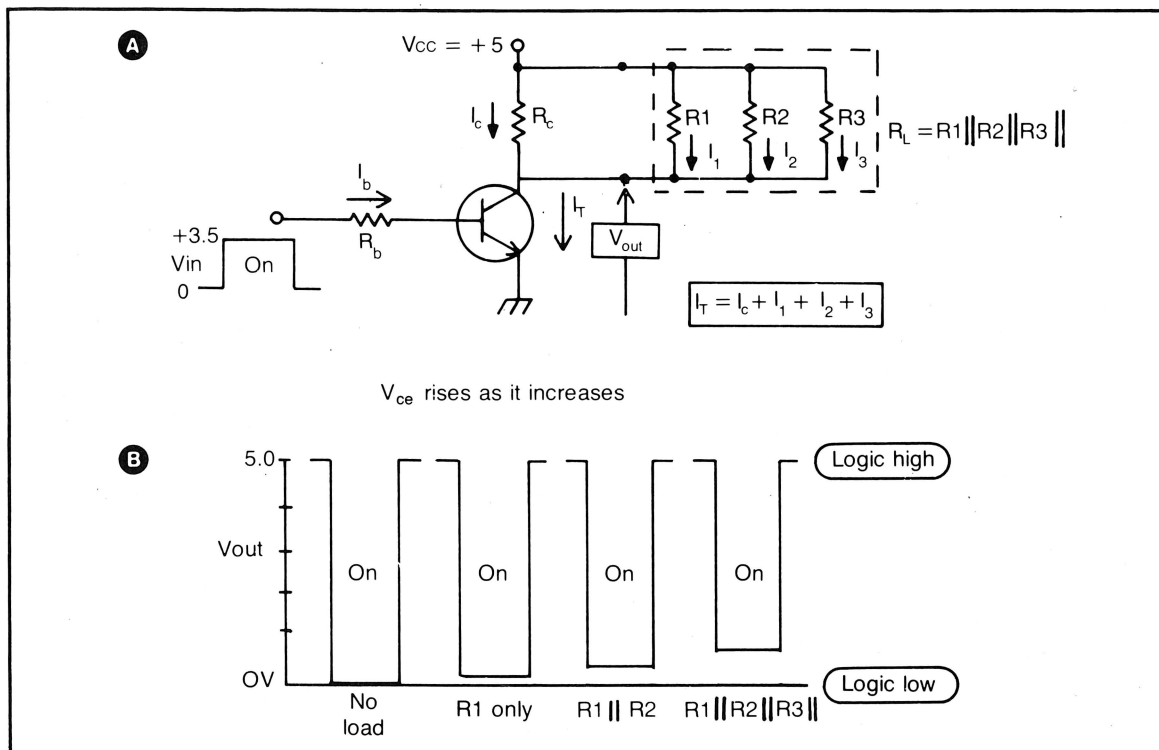 A
Vcc = +5
Ic
Rc
R1
R2
R3
I1
I2
I3
RL = R1||R2||R3||
Ib
Rb
IT
Vout
+3.5
Vin
0
On
IT = Ic + I1 + I2 + I3
Vce rises as it increases
B
5.0
Vout
OV
On
On
On
On
Logic high
Logic low
No
load
R1 only
R1 || R2
R1||R2||R3||